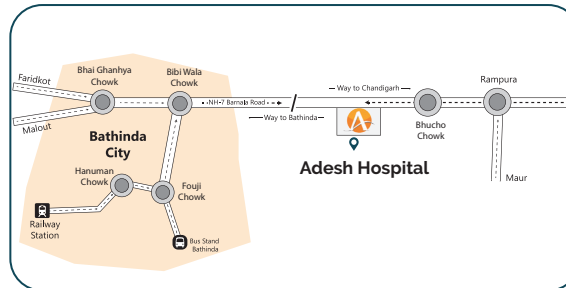 Faridkot
Malout
Bhai Ghanhya
Chowk
Bibi Wala
Chowk
NH-7 Barnala Road
Way to Chandigarh
Way to Bathinda
Rampura
Bhucho
Chowk
Maur
Adesh Hospital
Bathinda
City
Hanuman
Chowk
Fouji
Chowk
Railway
Station
Bus Stand
Bathinda